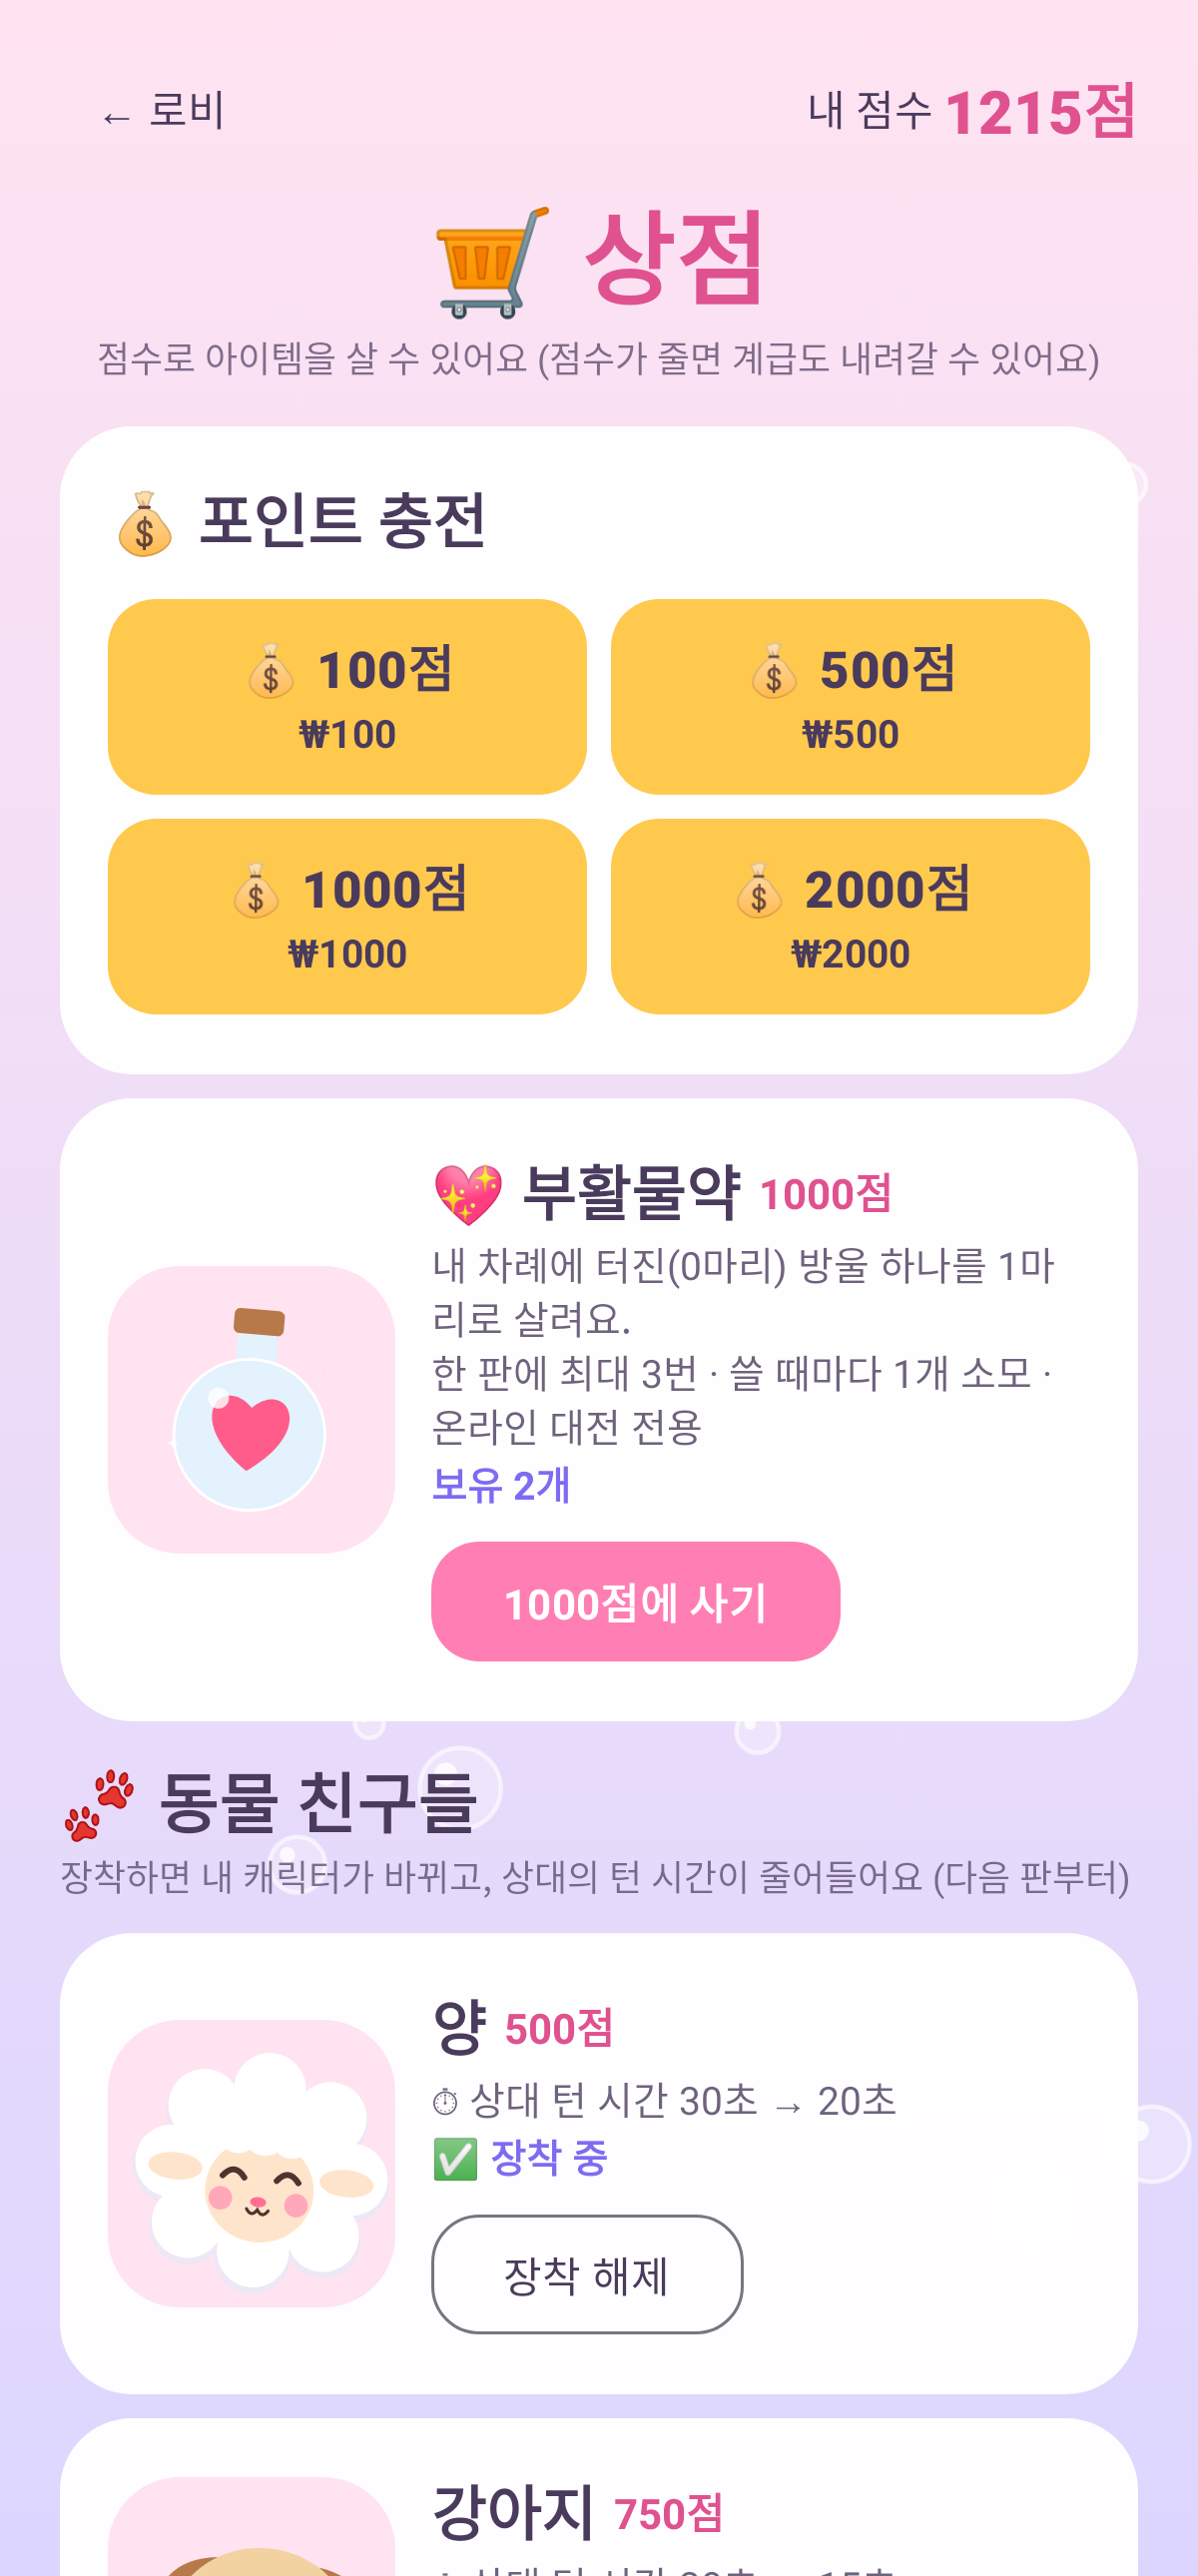 ← 로비
내 점수 1215점
🛒 상점
점수로 아이템을 살 수 있어요 (점수가 줄면 계급도 내려갈 수 있어요)
💰 포인트 충전
💰 100점
₩100
💰 500점
₩500
💰 1000점
₩1000
💰 2000점
₩2000
💖 부활물약 1000점
내 차례에 터진(0마리) 방울 하나를 1마
리로 살려요.
한 판에 최대 3번 · 쓸 때마다 1개 소모 ·
온라인 대전 전용
보유 2개
1000점에 사기
🐾 동물 친구들
장착하면 내 캐릭터가 바뀌고, 상대의 턴 시간이 줄어들어요 (다음 판부터)
양 500점
⏱ 상대 턴 시간 30초 → 20초
✅ 장착 중
장착 해제
강아지 750점